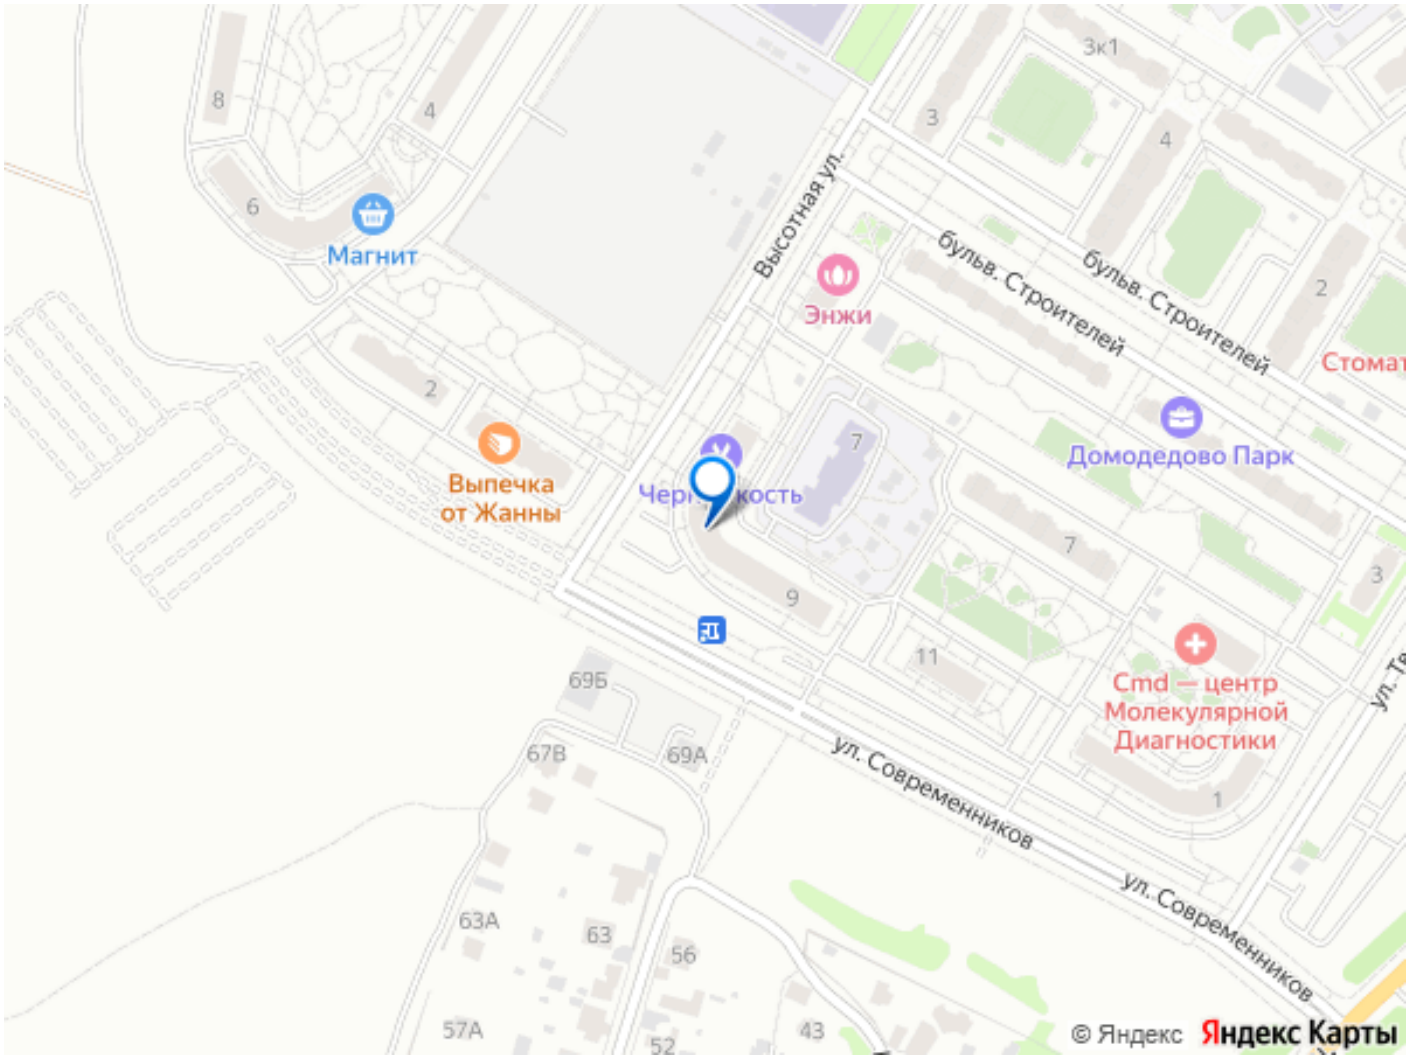 3к1
8
4
3
4
Высотная ул.
6
Магнит
бульв. Строителей
бульв. Строителей
2
Энжи
Стомат
2
7
Домодедово Парк
Выпечка
от Жанны
7
3
9
11
69Б
Cmd — центр
Молекулярной
Диагностики
67В
69А
ул. Современников
1
ул. Современников
63А
63
56
57А
52
43
© Яндекс
Яндекс Карты